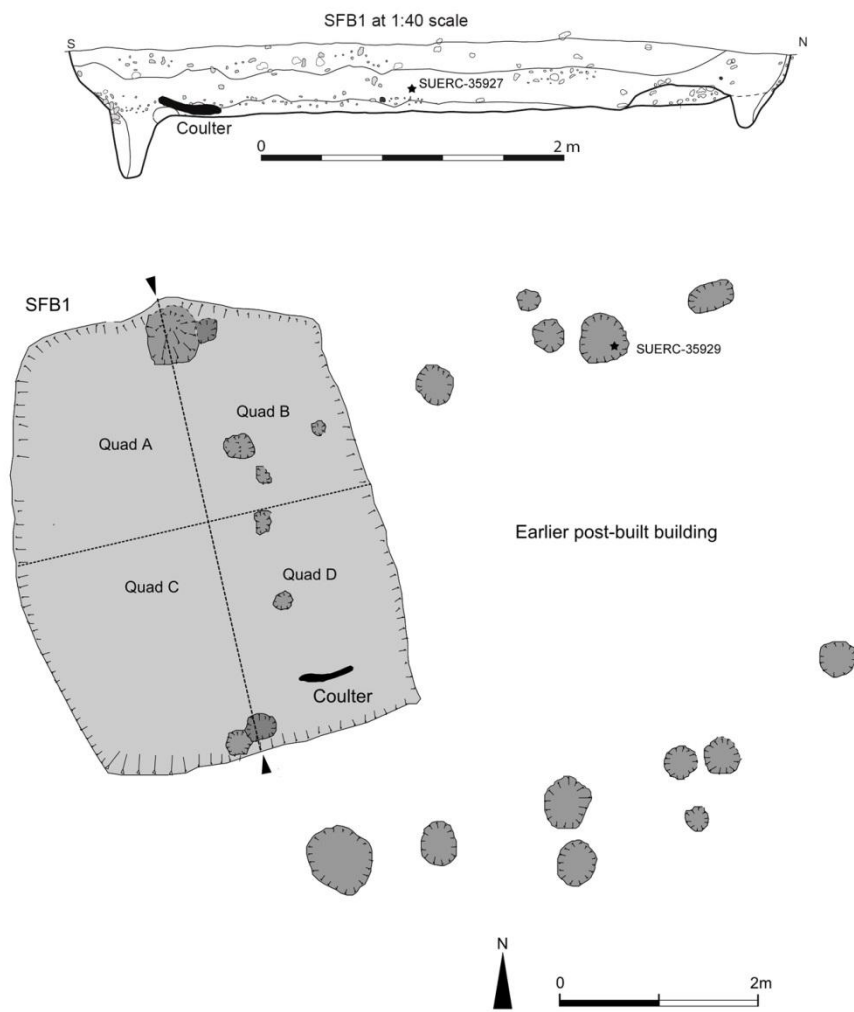 SFB1 at 1:40 scale
S
N
SUERC-35927
Coulter
0
2 m
SFB1
SUERC-35929
Quad A
Quad B
Earlier post-built building
Quad C
Quad D
Coulter
N
0
2m